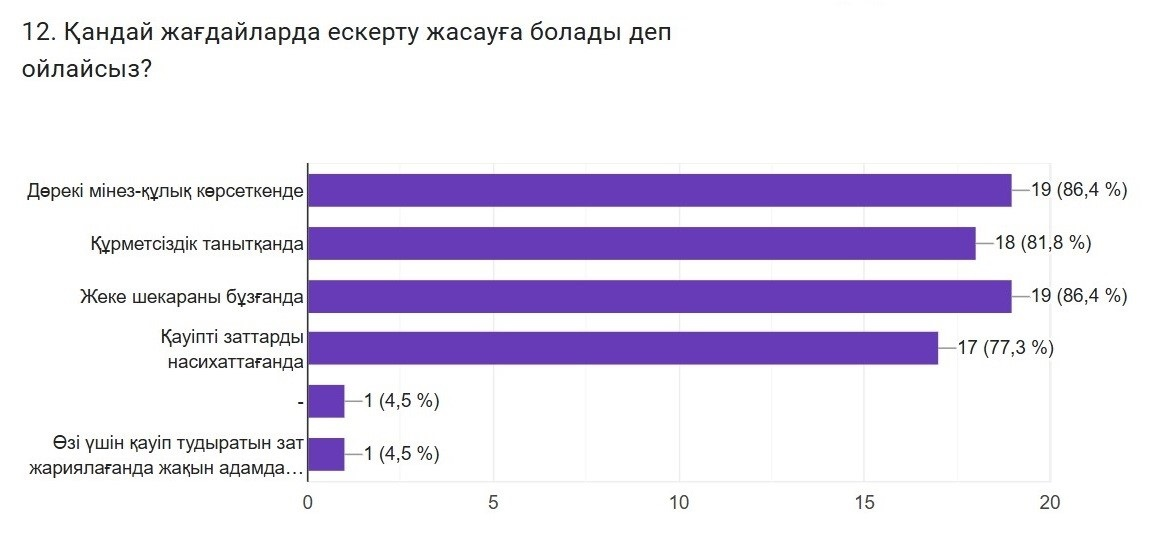 12. Қандай жағдайларда ескерту жасауға болады деп
ойлайсыз?
Дөрекі мінез-құлық көрсеткенде
19 (86,4 %)
Құрметсіздік танытқанда
18 (81,8 %)
Жеке шекараны бұзғанда
19 (86,4 %)
Қауіпті заттарды
насихаттағанда
17 (77,3 %)
-
1 (4,5 %)
Өзі үшін қауіп тудыратын зат
жариялағанда жақын адамда…
1 (4,5 %)
0 5 10 15 20